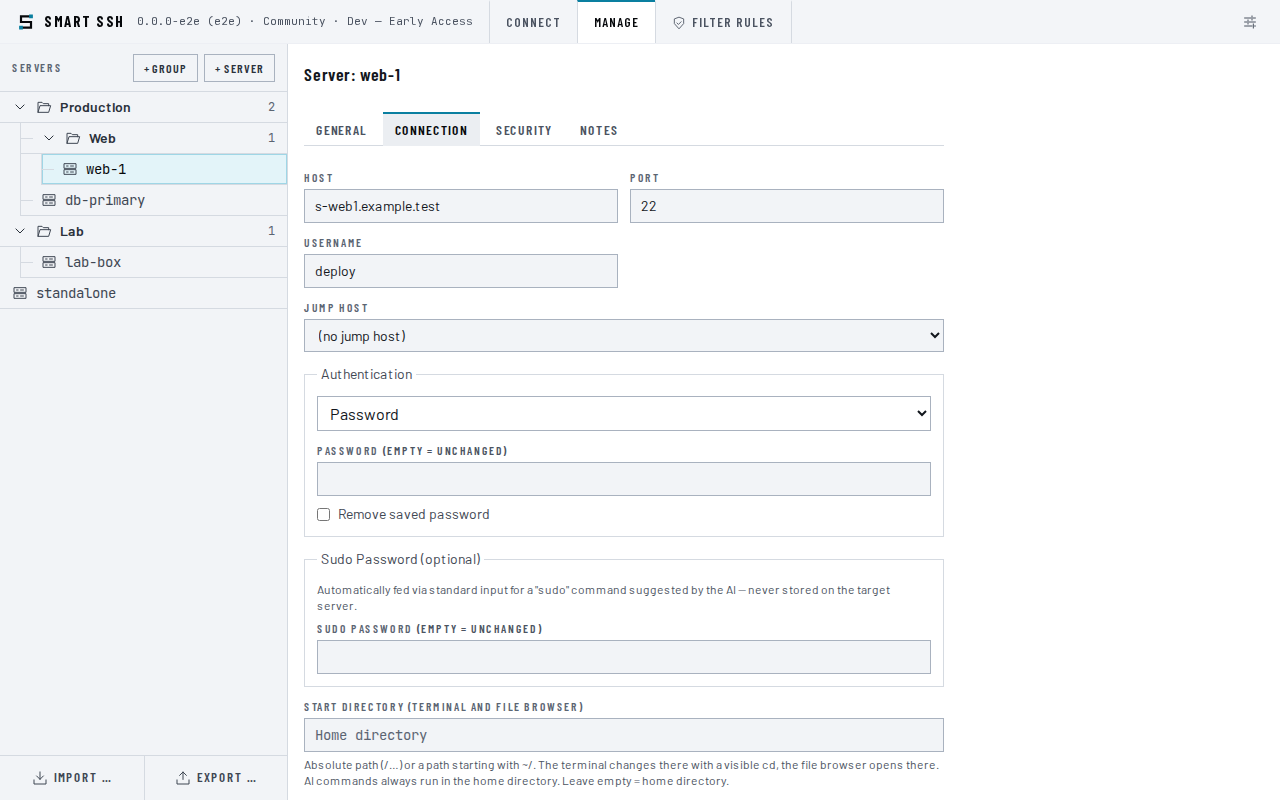 SMART SSH 0.0.0-e2e (e2e) · Community · Dev — Early Access CONNECT MANAGE FILTER RULES
SERVERS + GROUP + SERVER
Production 2
Web 1
web-1
db-primary
Lab 1
lab-box
standalone
IMPORT ... EXPORT ...
Server: web-1
GENERAL CONNECTION SECURITY NOTES
HOST PORT
s-web1.example.test 22
USERNAME
deploy
JUMP HOST
(no jump host)
Authentication
Password
PASSWORD (EMPTY = UNCHANGED)
Remove saved password
Sudo Password (optional)
Automatically fed via standard input for a "sudo" command suggested by the AI — never stored on the target
server.
SUDO PASSWORD (EMPTY = UNCHANGED)
START DIRECTORY (TERMINAL AND FILE BROWSER)
Home directory
Absolute path (/...) or a path starting with ~/. The terminal changes there with a visible cd, the file browser opens there.
AI commands always run in the home directory. Leave empty = home directory.